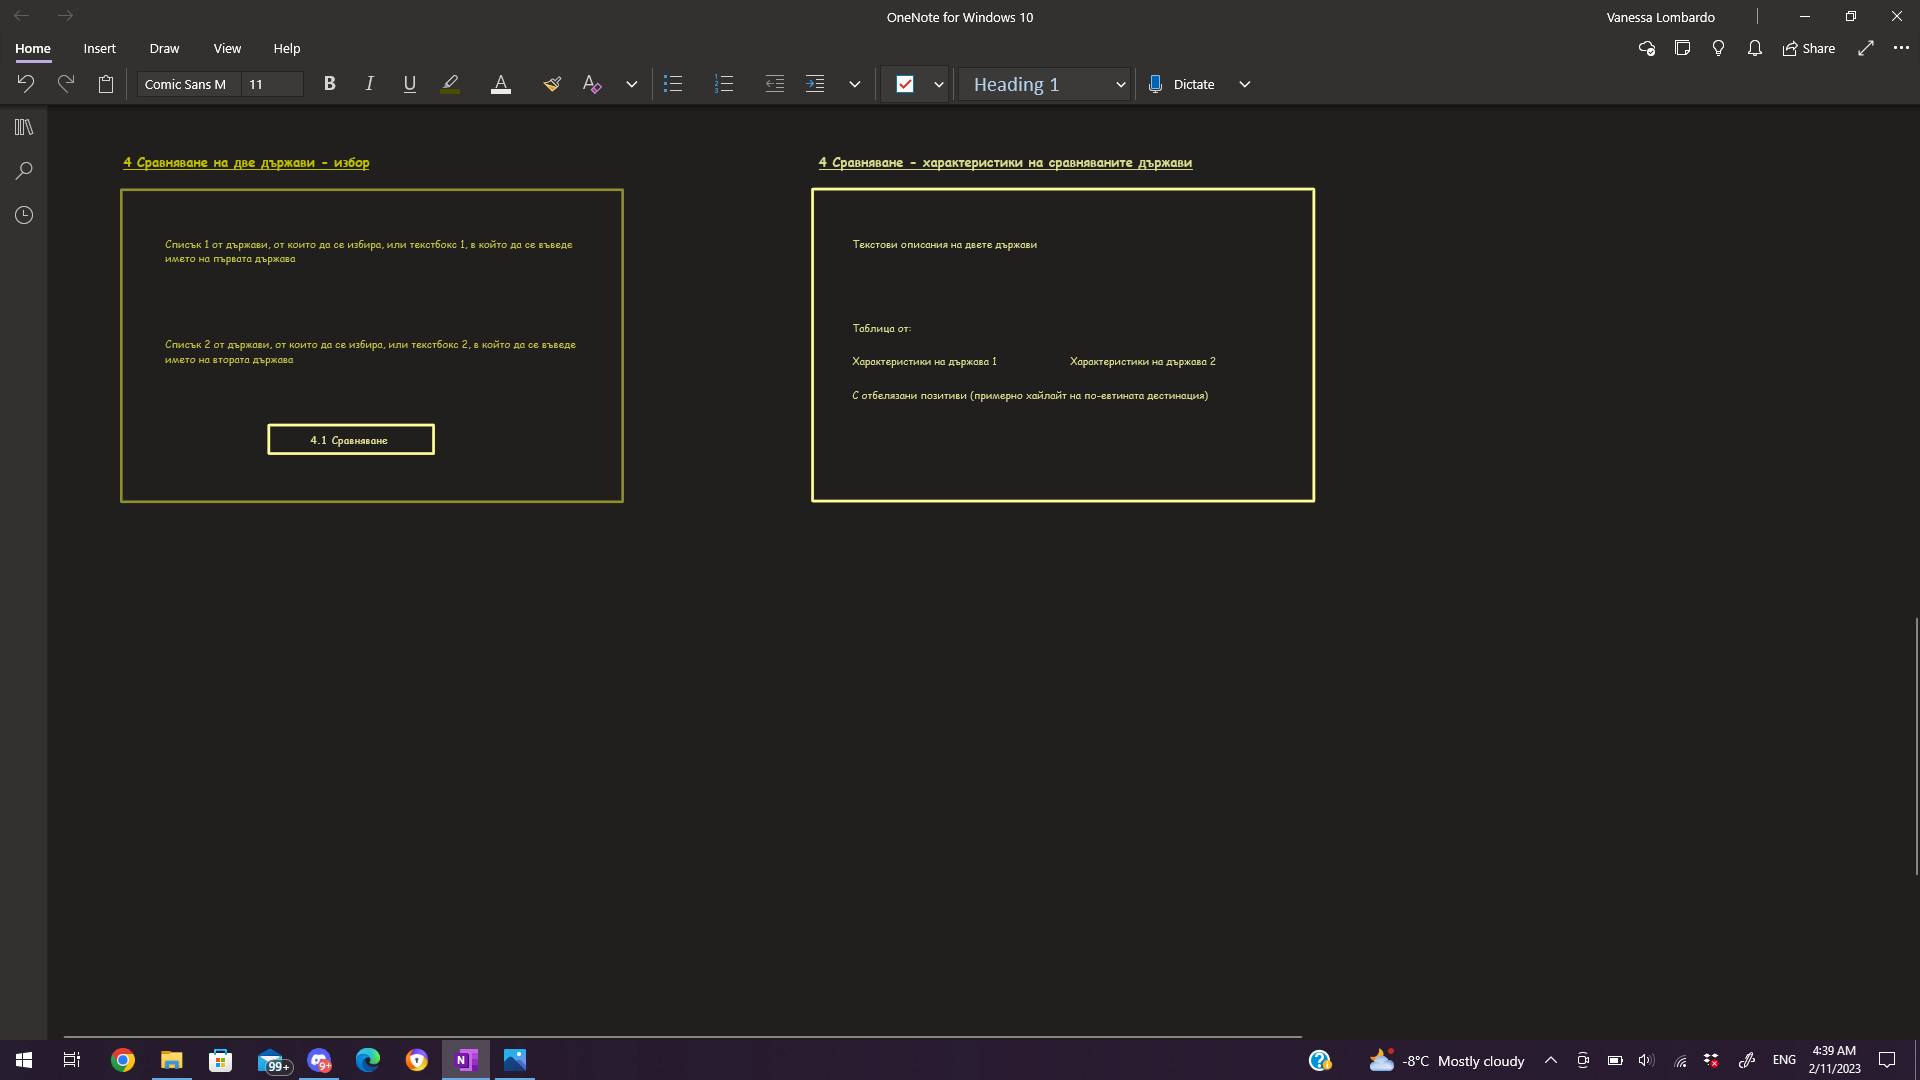 OneNote for Windows 10
Vanessa Lombardo
Home Insert Draw View Help
Share
Comic Sans M 11
B I U A A
Heading 1
Dictate
4 Сравняване на две държави - избор
4 Сравняване - характеристики на сравняваните държави
Списък 1 от държави, от които да се избира, или текстбокс 1, в който да се въведе
името на първата държава
Списък 2 от държави, от които да се избира, или текстбокс 2, в който да се въведе
името на втората държава
4.1 Сравняване
Текстови описания на двете държави
Таблица от:
Характеристики на държава 1 Характеристики на държава 2
С отбелязани позитиви (примерно хайлайт на по-евтината дестинация)
99+
9+
N
-8°C Mostly cloudy
ENG
4:39 AM
2/11/2023